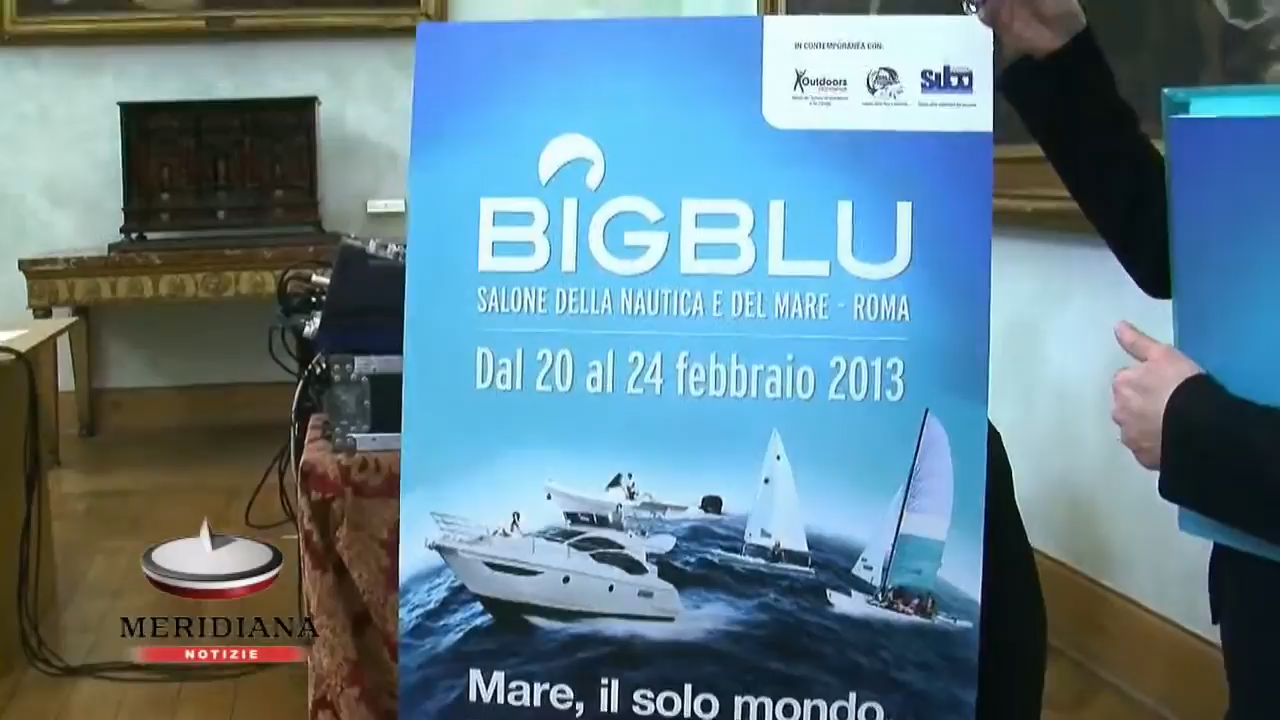 IN CONTEMPORANEA CON:
Outdoors
BIGBLU
SALONE DELLA NAUTICA E DEL MARE - ROMA
Dal 20 al 24 febbraio 2013
Mare, il solo mondo
MERIDIANA
NOTIZIE